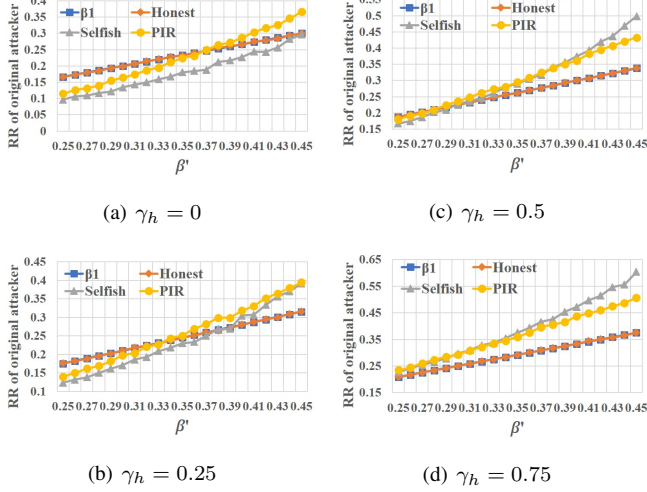 RR of original attacker
0.4
0.35
0.3
0.25
0.2
0.15
0.1
0.05
0
β1 Honest
Selfish PIR
0.25 0.27 0.29 0.31 0.33 0.35 0.37 0.39 0.41 0.43 0.45
β'
(a) γh = 0
RR of original attacker
0.5
0.45
0.4
0.35
0.3
0.25
0.2
0.15
β1 Honest
Selfish PIR
0.25 0.27 0.29 0.31 0.33 0.35 0.37 0.39 0.41 0.43 0.45
β'
(c) γh = 0.5
RR of original attacker
0.45
0.4
0.35
0.3
0.25
0.2
0.15
0.1
β1 Honest
Selfish PIR
0.25 0.27 0.29 0.31 0.33 0.35 0.37 0.39 0.41 0.43 0.45
β'
(b) γh = 0.25
RR of original attacker
0.65
0.55
0.45
0.35
0.25
0.15
β1 Honest
Selfish PIR
0.25 0.27 0.29 0.31 0.33 0.35 0.37 0.39 0.41 0.43 0.45
β'
(d) γh = 0.75